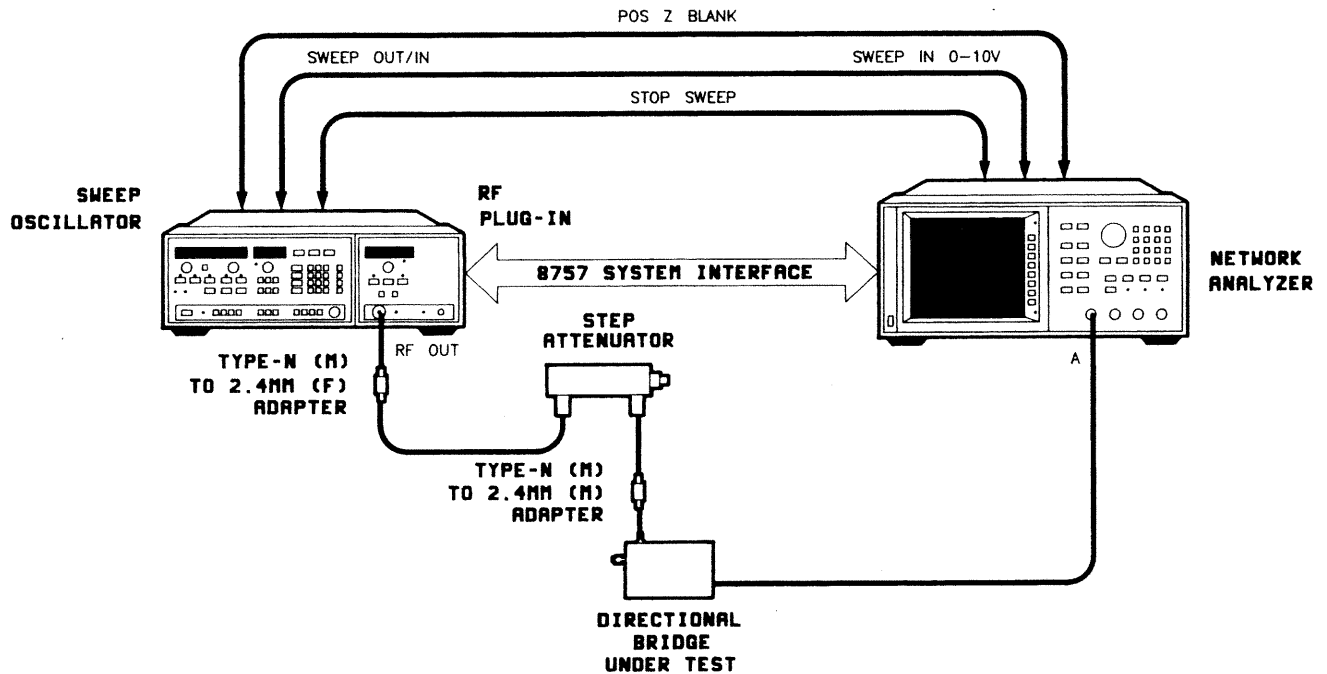 POS Z BLANK
SWEEP OUT/IN
SWEEP IN 0-10V
STOP SWEEP
SWEEP
OSCILLATOR
RF
PLUG-IN
8757 SYSTEM INTERFACE
NETWORK
ANALYZER
STEP
ATTENUATOR
RF OUT
A
TYPE-N (M)
TO 2.4MM (F)
ADAPTER
TYPE-N (M)
TO 2.4MM (M)
ADAPTER
DIRECTIONAL
BRIDGE
UNDER TEST